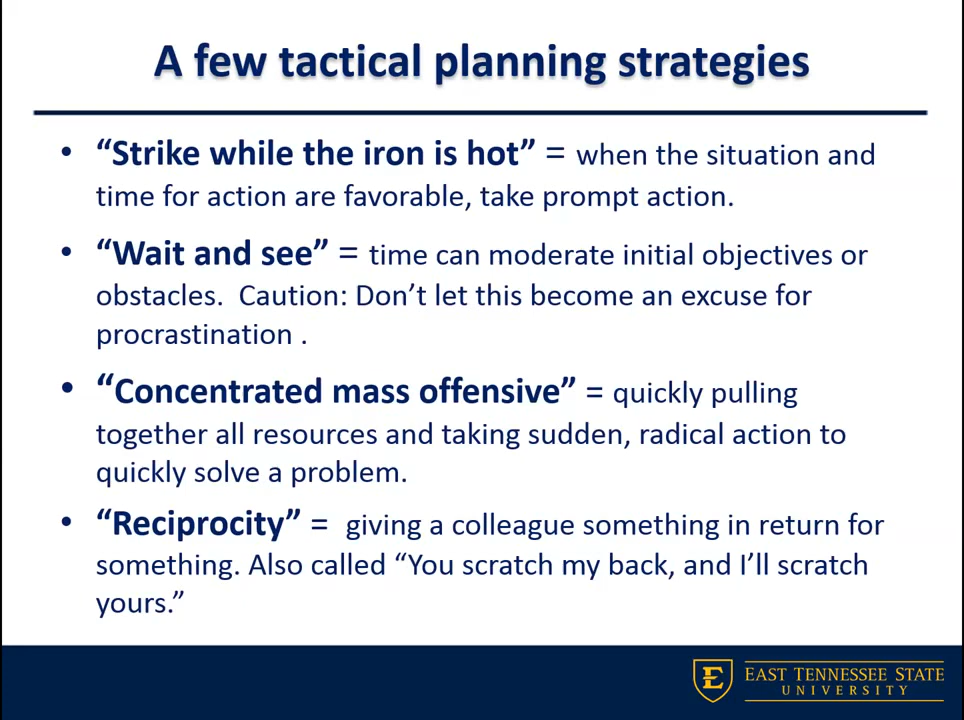 A few tactical planning strategies
• “Strike while the iron is hot” = when the situation and
time for action are favorable, take prompt action.
• “Wait and see” = time can moderate initial objectives or
obstacles.  Caution: Don’t let this become an excuse for
procrastination .
• “Concentrated mass offensive” = quickly pulling
together all resources and taking sudden, radical action to
quickly solve a problem.
• “Reciprocity” =  giving a colleague something in return for
something. Also called “You scratch my back, and I’ll scratch
yours.”
E
EAST TENNESSEE STATE
UNIVERSITY